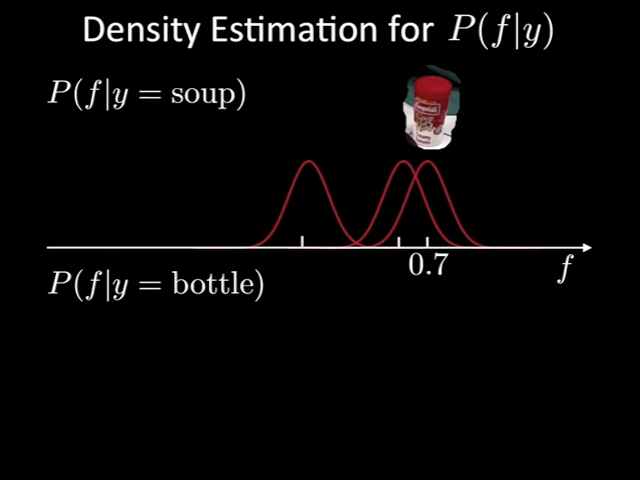 Density Estimation for P(f|y)
P(f|y = soup)
0.7
f
P(f|y = bottle)